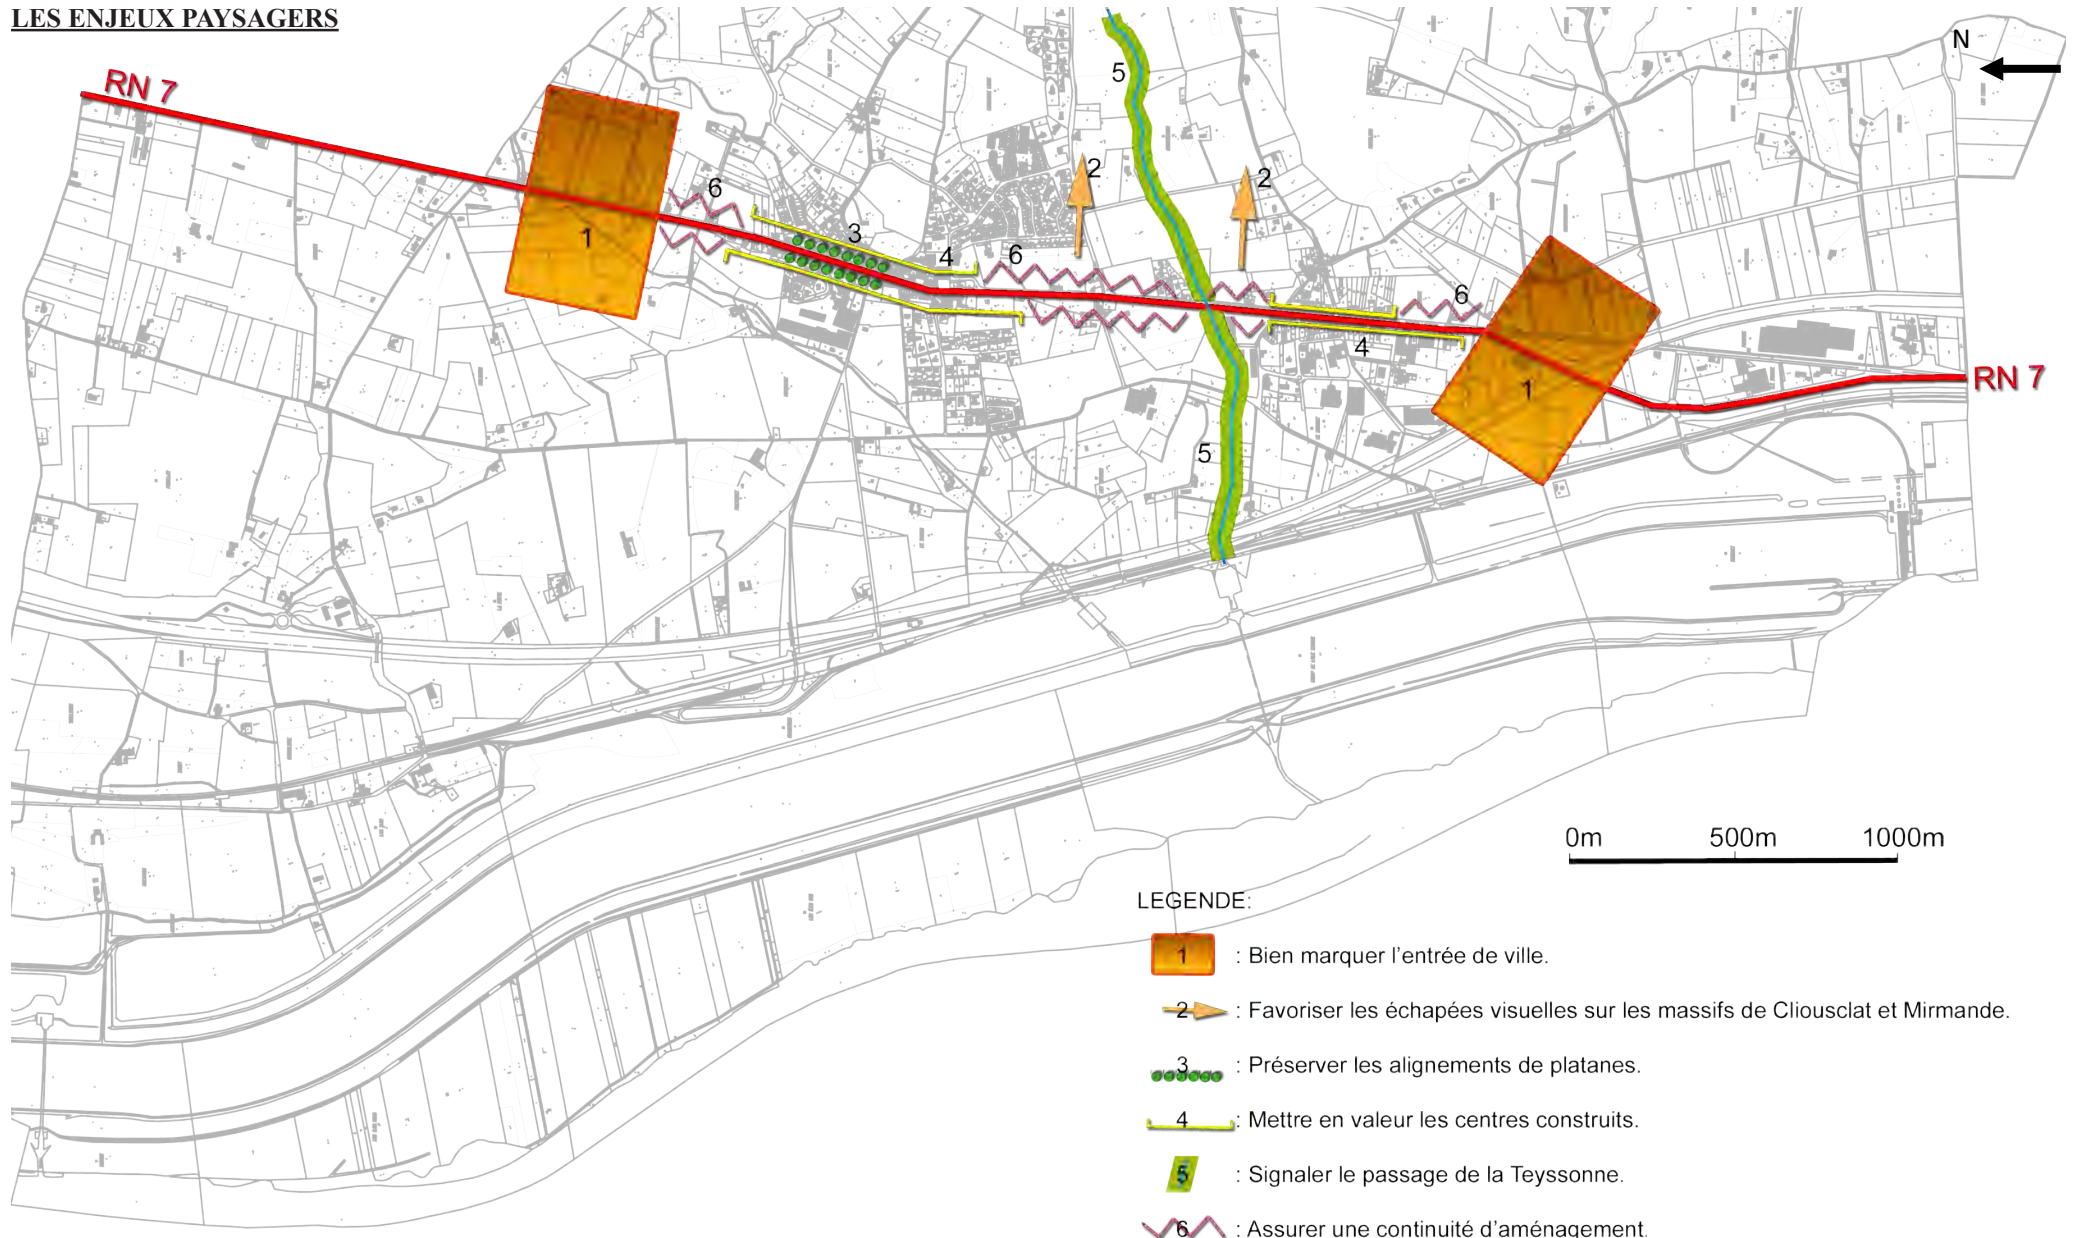 LES ENJEUX PAYSAGERS
N
RN 7
5
2
2
6
3
1
4
6
6
4
1
RN 7
5
0m 500m 1000m
LEGENDE:
1 : Bien marquer l'entrée de ville.
2 : Favoriser les échapées visuelles sur les massifs de Cliousclat et Mirmande.
3 : Préserver les alignements de platanes.
4 : Mettre en valeur les centres construits.
5 : Signaler le passage de la Teyssonne.
6 : Assurer une continuité d'aménagement.